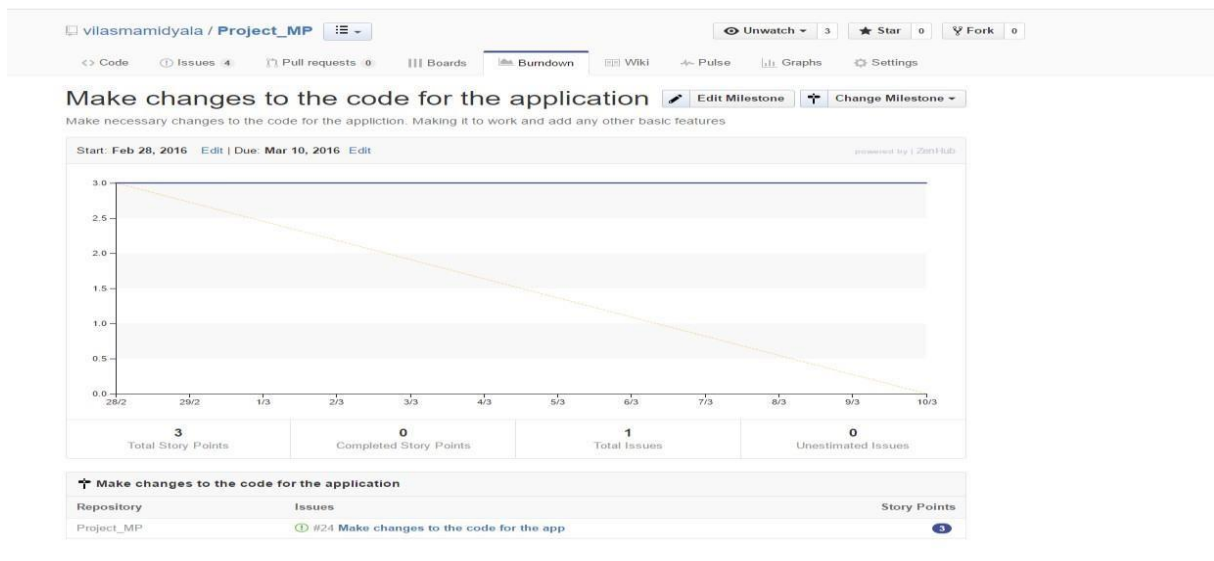 vilasmamidyala / Project_MP Unwatch 3 Star 0 Fork 0
Code Issues 4 Pull requests 0 Boards Burndown Wiki Pulse Graphs Settings
Make changes to the code for the application Edit Milestone Change Milestone
Make necessary changes to the code for the appliction. Making it to work and add any other basic features
Start: Feb 28, 2016 Edit | Due: Mar 10, 2016 Edit powered by | ZenHub
3.0
2.5
2.0
1.5
1.0
0.5
0.0
28/2 29/2 1/3 2/3 3/3 4/3 5/3 6/3 7/3 8/3 9/3 10/3
3 0 1 0
Total Story Points Completed Story Points Total Issues Unestimated Issues
Make changes to the code for the application
Repository Issues Story Points
Project_MP #24 Make changes to the code for the app 3